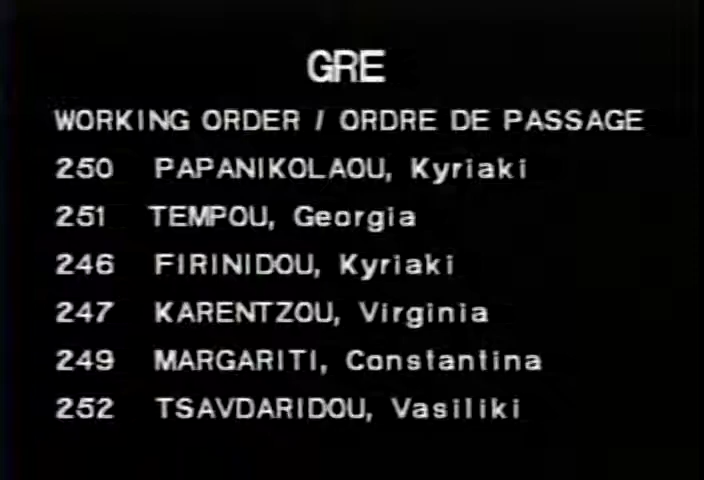 GRE
WORKING ORDER / ORDRE DE PASSAGE
250 PAPANIKOLAOU, Kyriaki
251 TEMPOU, Georgia
246 FIRINIDOU, Kyriaki
247 KARENTZOU, Virginia
249 MARGARITI, Constantina
252 TSAVDARIDOU, Vasiliki